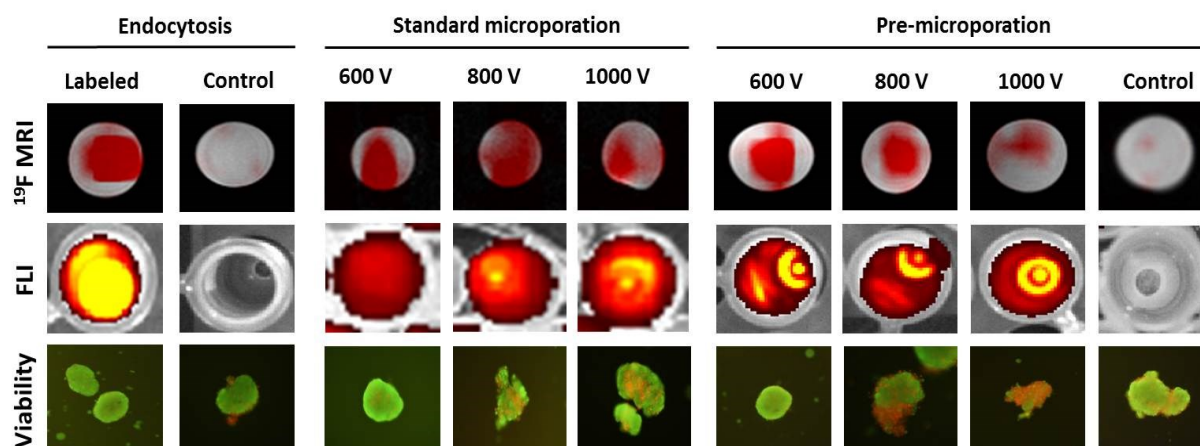 Endocytosis
Standard microporation
Pre-microporation
Labeled
Control
600 V
800 V
1000 V
600 V
800 V
1000 V
Control
¹⁹F MRI
FLI
Viability